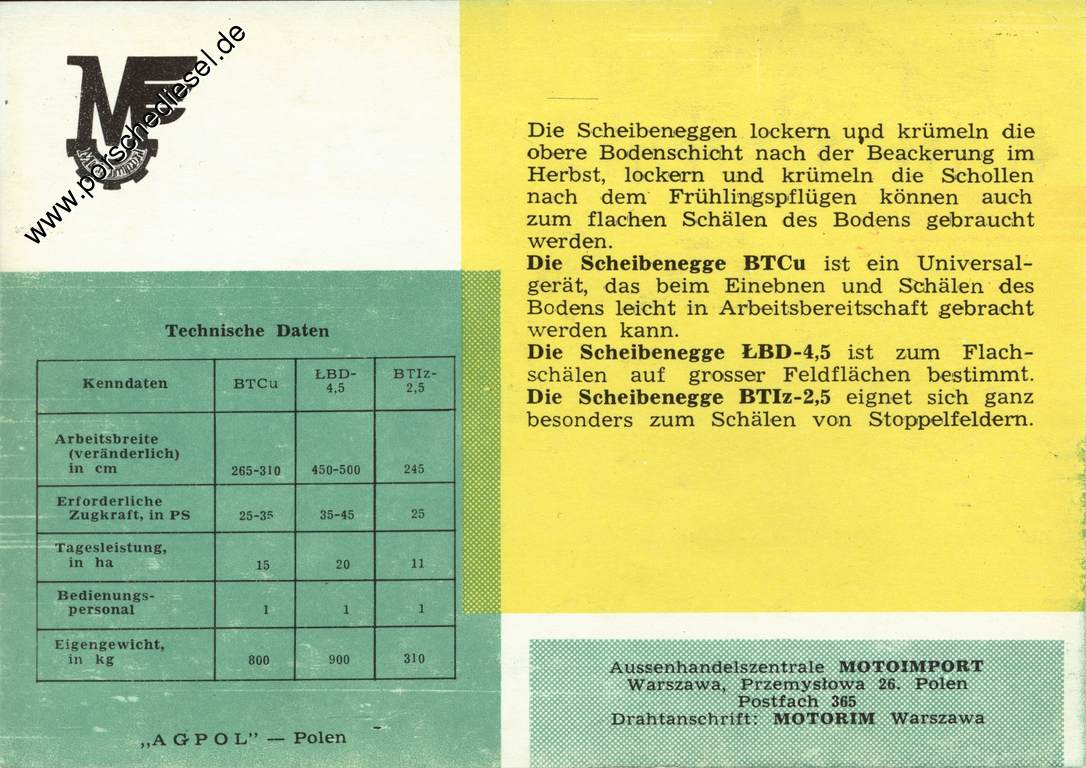 www.porschediesel.de
Die Scheibeneggen lockern und krümeln die
obere Bodenschicht nach der Beackerung im
Herbst, lockern und krümeln die Schollen
nach dem Frühlingspflügen können auch
zum flachen Schälen des Bodens gebraucht
werden.
Die Scheibenegge BTCu ist ein Universal-
gerät, das beim Einebnen und Schälen des
Bodens leicht in Arbeitsbereitschaft gebracht
werden kann.
Die Scheibenegge ŁBD-4,5 ist zum Flach-
schälen auf grosser Feldflächen bestimmt.
Die Scheibenegge BTIz-2,5 eignet sich ganz
besonders zum Schälen von Stoppelfeldern.
Technische Daten
Kenndaten BTCu ŁBD-4,5 BTIz-2,5
Arbeitsbreite
(veränderlich)
in cm 265-310 450-500 245
Erforderliche
Zugkraft, in PS 25-35 35-45 25
Tagesleistung,
in ha 15 20 11
Bedienungs-
personal 1 1 1
Eigengewicht,
in kg 800 900 310
„AGPOL" — Polen
Aussenhandelszentrale MOTOIMPORT
Warszawa, Przemysłowa 26. Polen
Postfach 365
Drahtanschrift: MOTORIM Warszawa